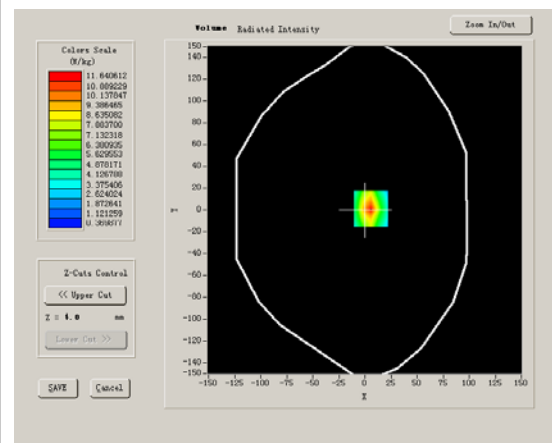 Volume Radiated Intensity
Zoom In/Out
Colors Scale
(W/kg)
11.640612
10.889229
10.137847
9.386465
8.635082
7.883700
7.132318
6.380935
5.629553
4.878171
4.126788
3.375406
2.624024
1.872641
1.121259
0.369877
Z-Cuts Control
<< Upper Cut
Z = 4.0 mm
Lower Cut >>
SAVE Cancel
150
140
120
100
80
60
40
20
0
-20
-40
-60
-80
-100
-120
-140
-150
Y
-150 -125 -100 -75 -50 -25 0 25 50 75 100 125 150
X